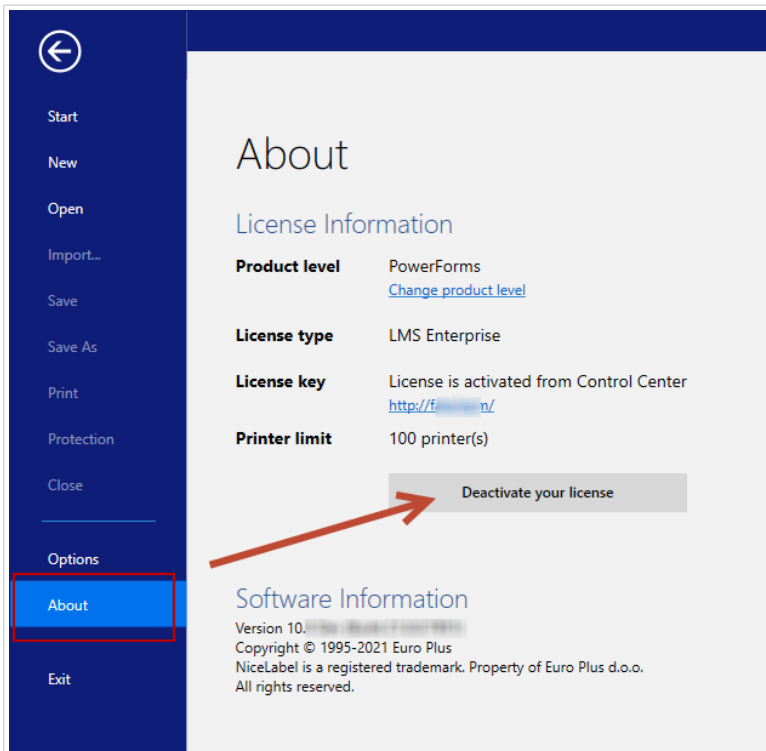 Start
New
Open
Import...
Save
Save As
Print
Protection
Close
Options
About
Exit
About
License Information
Product level PowerForms
Change product level
License type LMS Enterprise
License key License is activated from Control Center
Printer limit 100 printer(s)
Deactivate your license
Software Information
Version 10.
Copyright © 1995-2021 Euro Plus
NiceLabel is a registered trademark. Property of Euro Plus d.o.o.
All rights reserved.